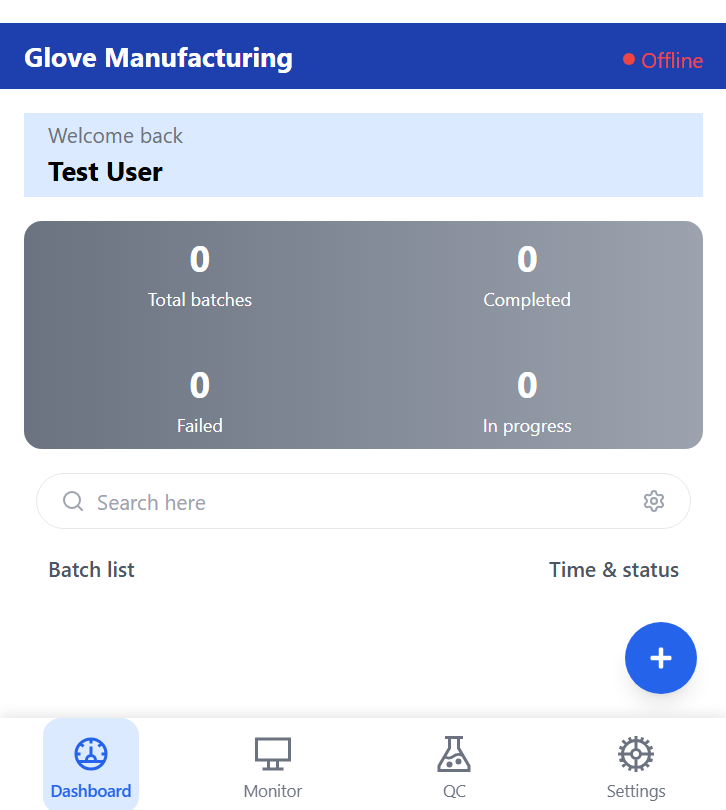 Glove Manufacturing
Offline
Welcome back
Test User
0
Total batches
0
Completed
0
Failed
0
In progress
Search here
Batch list
Time & status
Dashboard
Monitor
QC
Settings